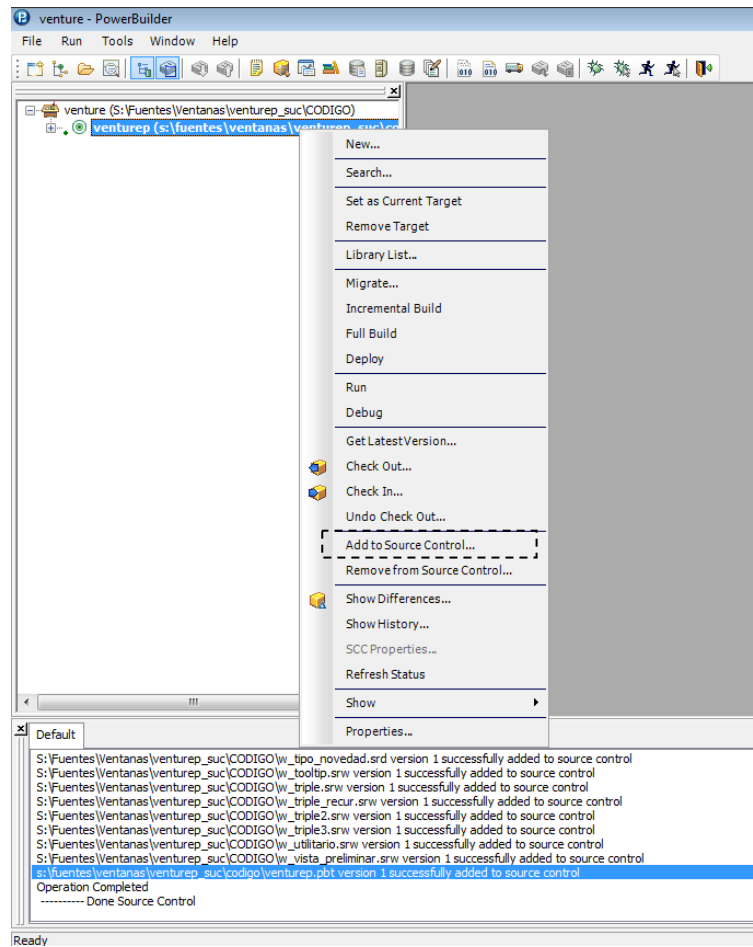 venture - PowerBuilder
File Run Tools Window Help
venture (S:\Fuentes\Ventanas\venturep_suc\CODIGO)
venturep (s:\fuentes\ventanas\venturep_suc\co
New...
Search...
Set as Current Target
Remove Target
Library List...
Migrate...
Incremental Build
Full Build
Deploy
Run
Debug
Get Latest Version...
Check Out...
Check In...
Undo Check Out...
Add to Source Control...
Remove from Source Control...
Show Differences...
Show History...
SCC Properties...
Refresh Status
Show
Properties...
Default
S:\Fuentes\Ventanas\venturep_suc\CODIGO\w_tipo_novedad.srd version 1 successfully added to source control
S:\Fuentes\Ventanas\venturep_suc\CODIGO\w_tooltip.srw version 1 successfully added to source control
S:\Fuentes\Ventanas\venturep_suc\CODIGO\w_triple.srw version 1 successfully added to source control
S:\Fuentes\Ventanas\venturep_suc\CODIGO\w_triple_recur.srw version 1 successfully added to source control
S:\Fuentes\Ventanas\venturep_suc\CODIGO\w_triple2.srw version 1 successfully added to source control
S:\Fuentes\Ventanas\venturep_suc\CODIGO\w_triple3.srw version 1 successfully added to source control
S:\Fuentes\Ventanas\venturep_suc\CODIGO\w_utilitario.srw version 1 successfully added to source control
S:\Fuentes\Ventanas\venturep_suc\CODIGO\w_vista_preliminar.srw version 1 successfully added to source control
s:\fuentes\ventanas\venturep_suc\codigo\venturep.pbt version 1 successfully added to source control
Operation Completed
---------- Done Source Control
Ready